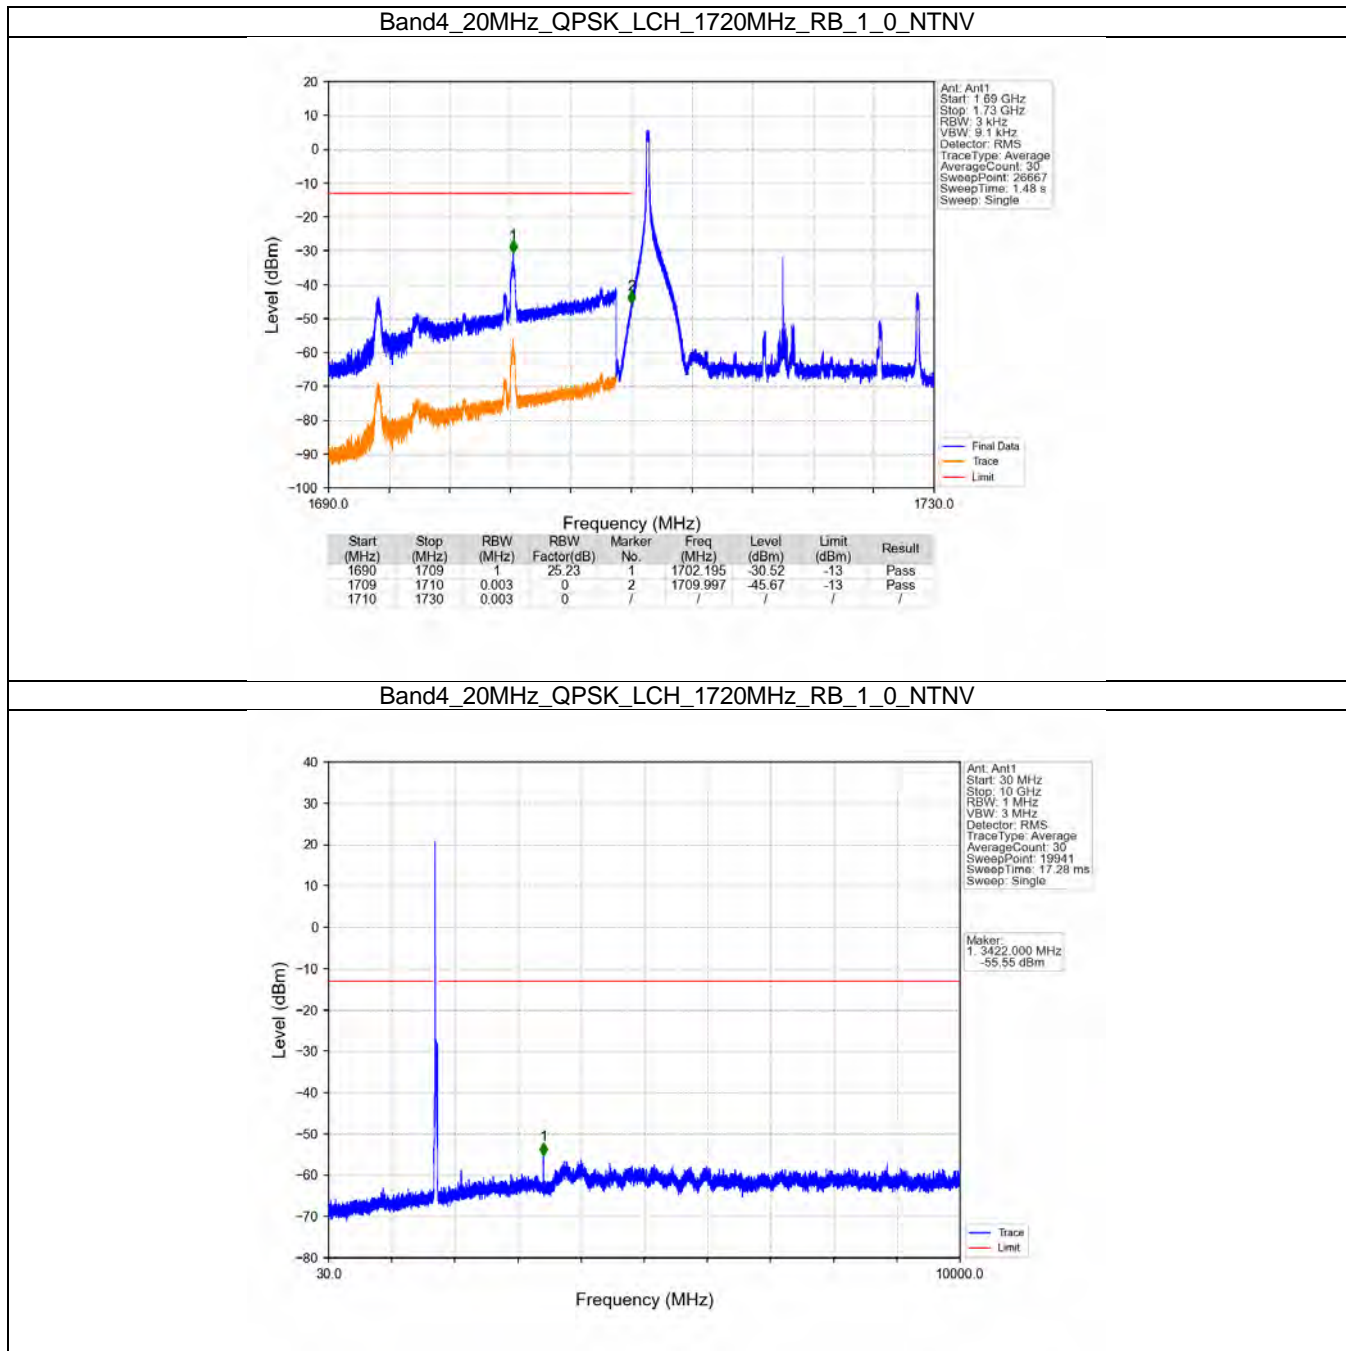 Band4_20MHz_QPSK_LCH_1720MHz_RB_1_0_NTNV
20
10
0
−10
−20
−30
−40
−50
−60
−70
−80
−90
−100
Level (dBm)
1
2
1690.0
1730.0
Frequency (MHz)
Ant: Ant1
Start: 1.69 GHz
Stop: 1.73 GHz
RBW: 3 kHz
VBW: 9.1 kHz
Detector: RMS
TraceType: Average
AverageCount: 30
SweepPoint: 26667
SweepTime: 1.48 s
Sweep: Single
Final Data
Trace
Limit
Start (MHz) Stop (MHz) RBW (MHz) RBW Factor(dB) Marker No. Freq (MHz) Level (dBm) Limit (dBm) Result
1690 1709 1 25.23 1 1702.195 -30.52 -13 Pass
1709 1710 0.003 0 2 1709.997 -45.67 -13 Pass
1710 1730 0.003 0 / / / / /
Band4_20MHz_QPSK_LCH_1720MHz_RB_1_0_NTNV
40
30
20
10
0
−10
−20
−30
−40
−50
−60
−70
−80
Level (dBm)
1
30.0
10000.0
Frequency (MHz)
Ant: Ant1
Start: 30 MHz
Stop: 10 GHz
RBW: 1 MHz
VBW: 3 MHz
Detector: RMS
TraceType: Average
AverageCount: 30
SweepPoint: 19941
SweepTime: 17.28 ms
Sweep: Single
Maker:
1. 3422.000 MHz
-55.55 dBm
Trace
Limit